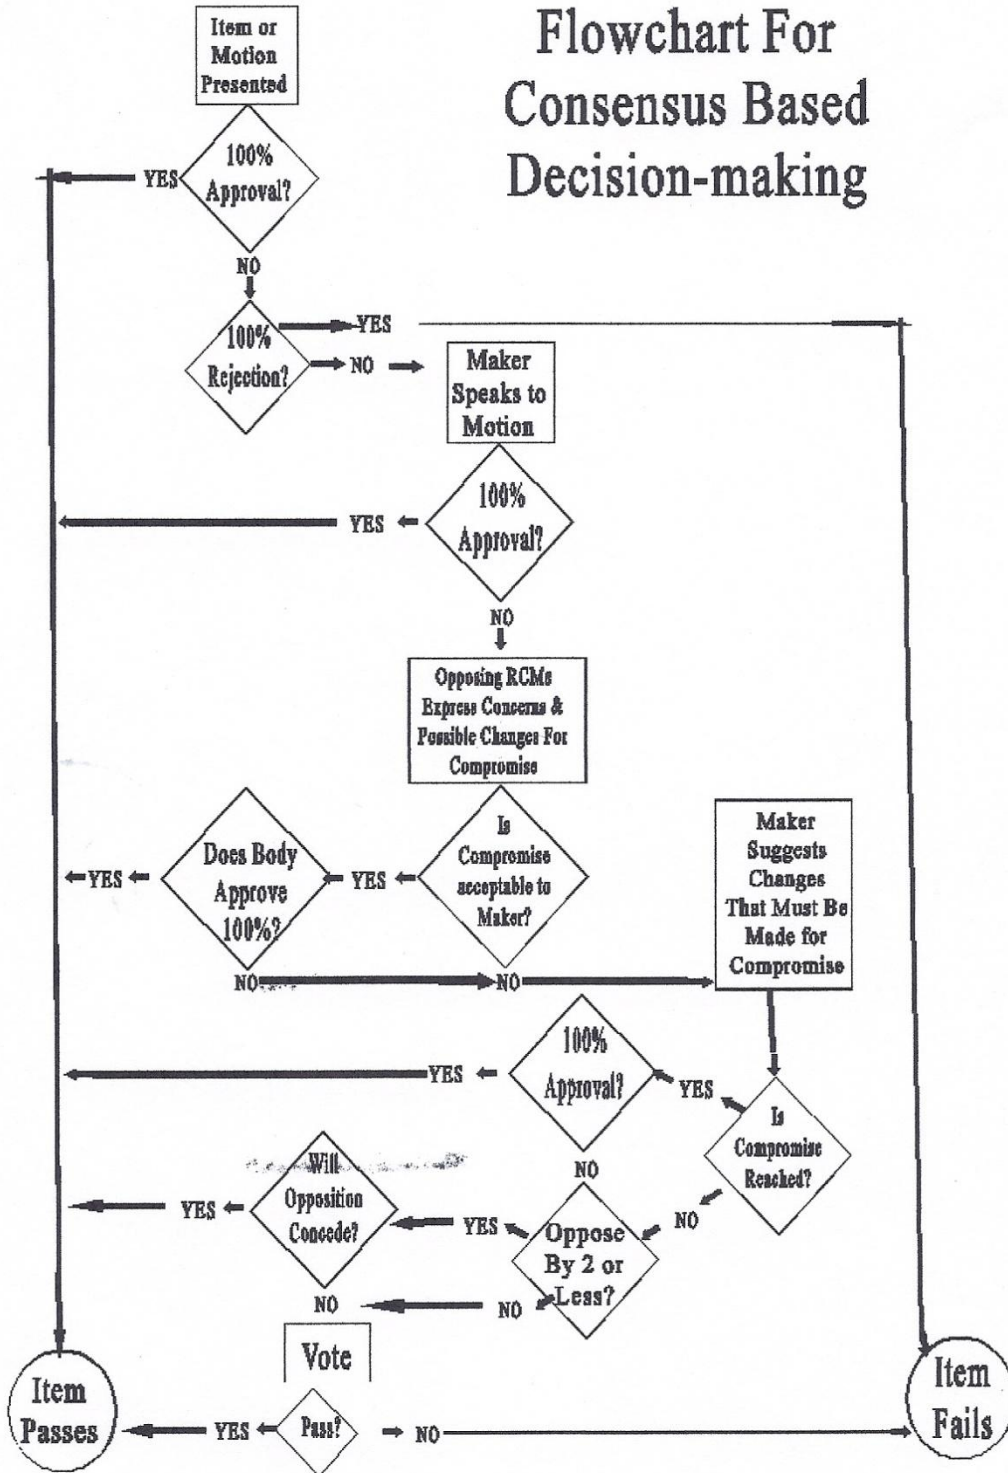 Flowchart For
Consensus Based
Decision-making
Item or
Motion
Presented
100%
Approval?
YES
NO
100%
Rejection?
YES
NO
Maker
Speaks to
Motion
100%
Approval?
YES
NO
Opposing RCMs
Express Concerns &
Possible Changes For
Compromise
Is
Compromise
acceptable to
Maker?
YES
Does Body
Approve
100%?
YES
NO
NO
Maker
Suggests
Changes
That Must Be
Made for
Compromise
Is
Compromise
Reached?
YES
100%
Approval?
YES
NO
NO
Oppose
By 2 or
Less?
YES
Will
Opposition
Concede?
YES
NO
NO
Vote
Pass?
YES
NO
Item
Passes
Item
Fails